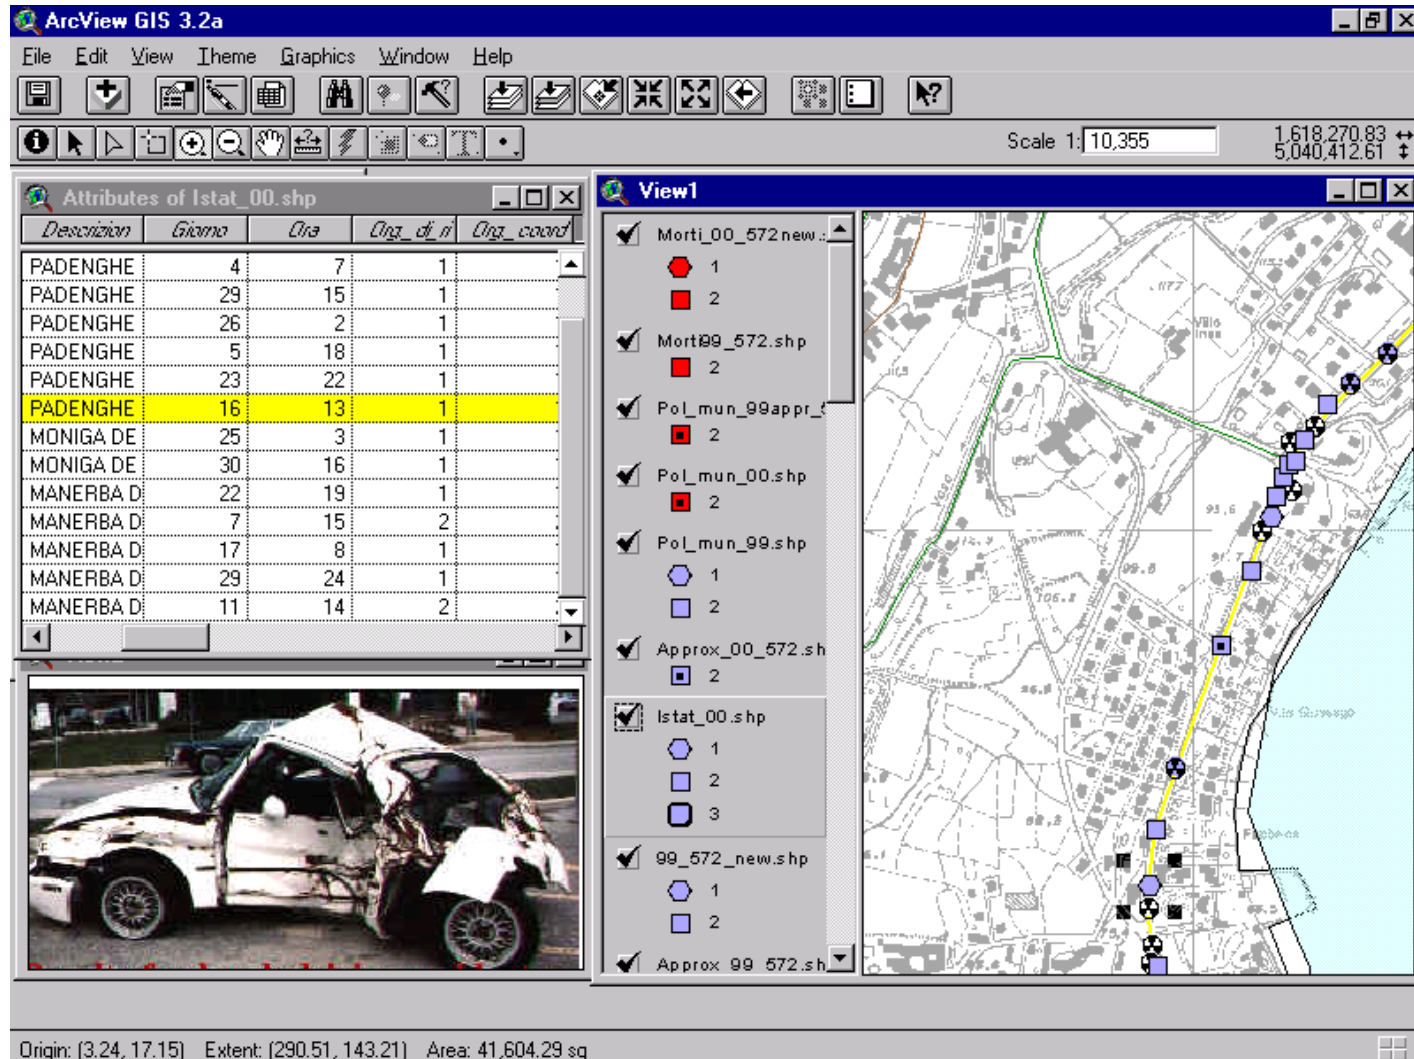 ArcView GIS 3.2a
File Edit View Theme Graphics Window Help
Scale 1: 10,355
1,618,270.83
5,040,412.61
Attributes of Istat_00.shp
Descrizion Giorno Ora Org_di_ri Org_coord
PADENGHE 4 7 1
PADENGHE 29 15 1
PADENGHE 26 2 1
PADENGHE 5 18 1
PADENGHE 23 22 1
PADENGHE 16 13 1
MONIGA DE 25 3 1
MONIGA DE 30 16 1
MANERBA D 22 19 1
MANERBA D 7 15 2
MANERBA D 17 8 1
MANERBA D 29 24 1
MANERBA D 11 14 2
View1
Morti_00_572new.s
1
2
Morti99_572.shp
2
Pol_mun_99appr_5
2
Pol_mun_00.shp
2
Pol_mun_99.shp
1
2
Approx_00_572.sh
2
Istat_00.shp
1
2
3
99_572_new.shp
1
2
Approx_99_572.sh
Villa
93,6
106.2
Origin: (3.24, 17.15) Extent: (290.51, 143.21) Area: 41,604.29 sq